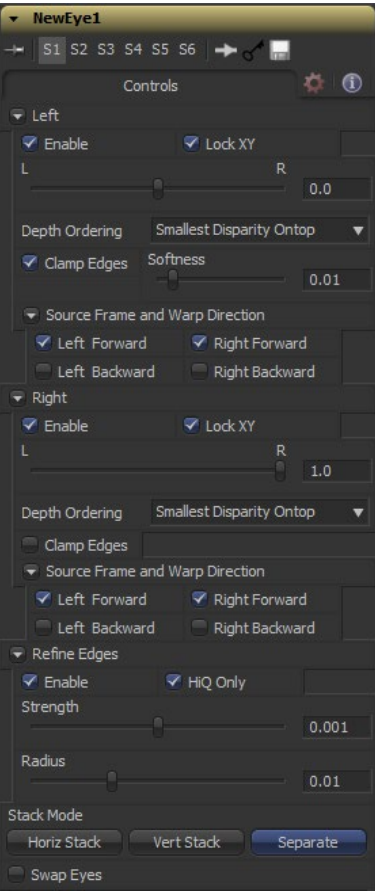 NewEye1
S1 S2 S3 S4 S5 S6
Controls
Left
Enable Lock XY
L R
0.0
Depth Ordering Smallest Disparity Ontop
Clamp Edges Softness
0.01
Source Frame and Warp Direction
Left Forward Right Forward
Left Backward Right Backward
Right
Enable Lock XY
L R
1.0
Depth Ordering Smallest Disparity Ontop
Clamp Edges
Source Frame and Warp Direction
Left Forward Right Forward
Left Backward Right Backward
Refine Edges
Enable HiQ Only
Strength
0.001
Radius
0.01
Stack Mode
Horiz Stack Vert Stack Separate
Swap Eyes